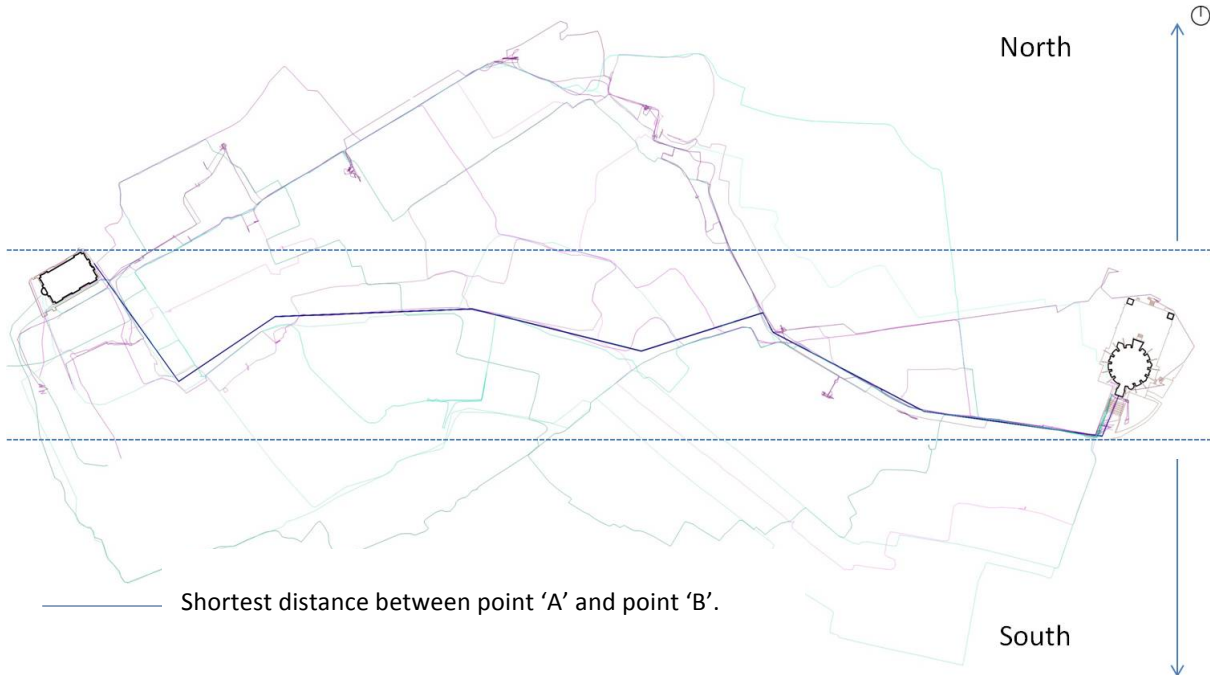 North
Shortest distance between point ‘A’ and point ‘B’.
South